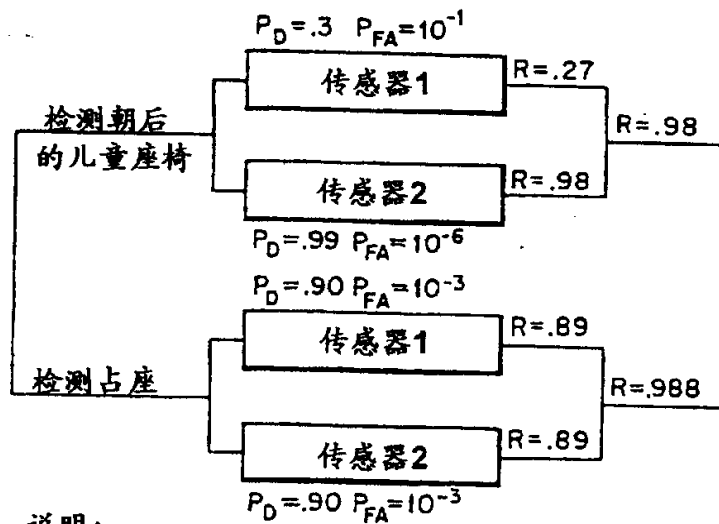 P_D=.3 P_FA=10^-1
传感器1
R=.27
检测朝后
的儿童座椅
R=.98
传感器2
R=.98
P_D=.99 P_FA=10^-6
P_D=.90 P_FA=10^-3
传感器1
R=.89
检测占座
R=.988
传感器2
R=.89
P_D=.90 P_FA=10^-3